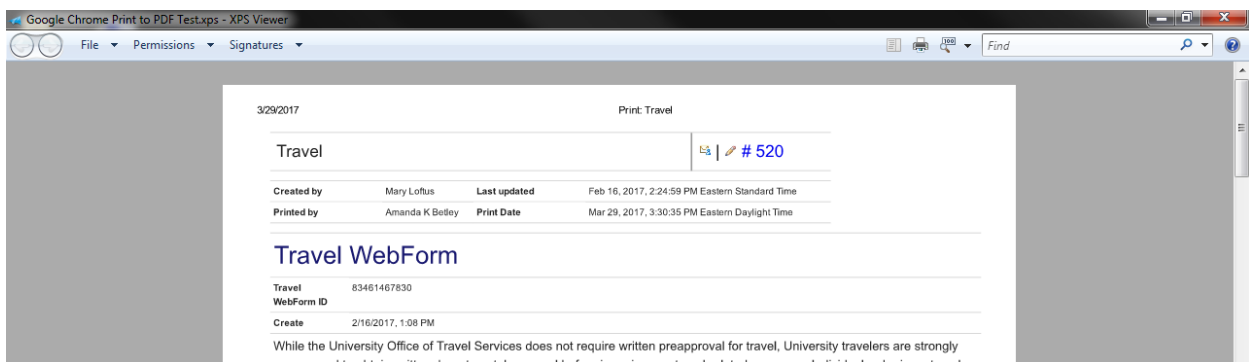 Google Chrome Print to PDF Test.xps - XPS Viewer
File Permissions Signatures 100 Find
3/29/2017 Print: Travel
Travel | # 520
Created by Mary Loftus Last updated Feb 16, 2017, 2:24:59 PM Eastern Standard Time
Printed by Amanda K Betley Print Date Mar 29, 2017, 3:30:35 PM Eastern Daylight Time
Travel WebForm
Travel 83461467830
WebForm ID
Create 2/16/2017, 1:08 PM
While the University Office of Travel Services does not require written preapproval for travel, University travelers are strongly